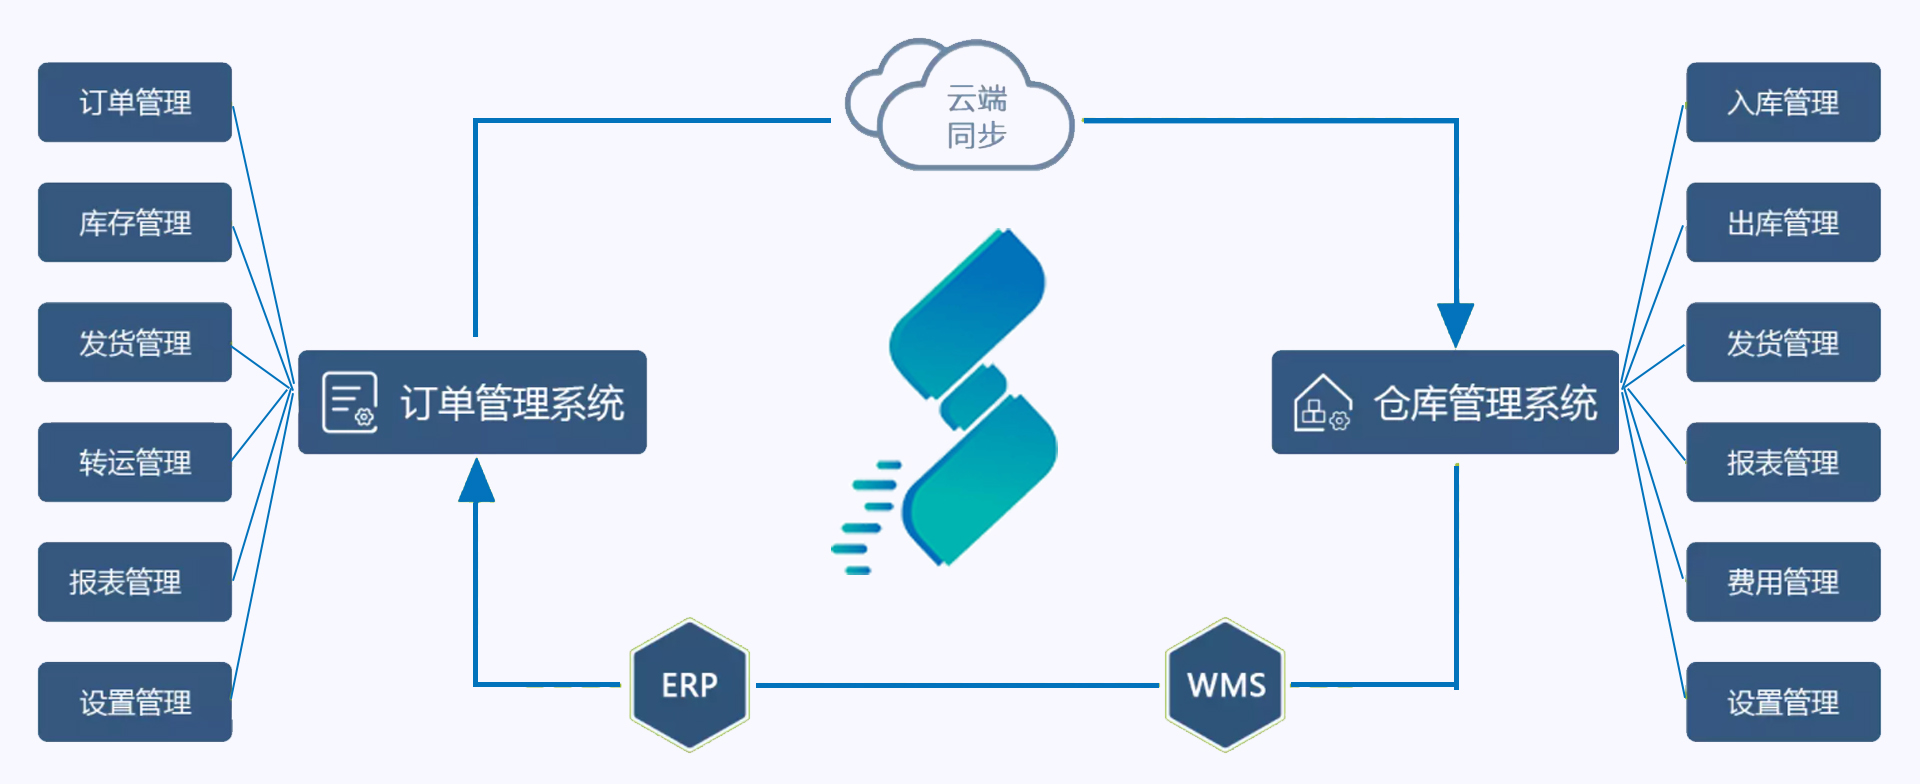 订单管理
库存管理
发货管理
转运管理
报表管理
设置管理
订单管理系统
云端
同步
ERP
WMS
仓库管理系统
入库管理
出库管理
发货管理
报表管理
费用管理
设置管理